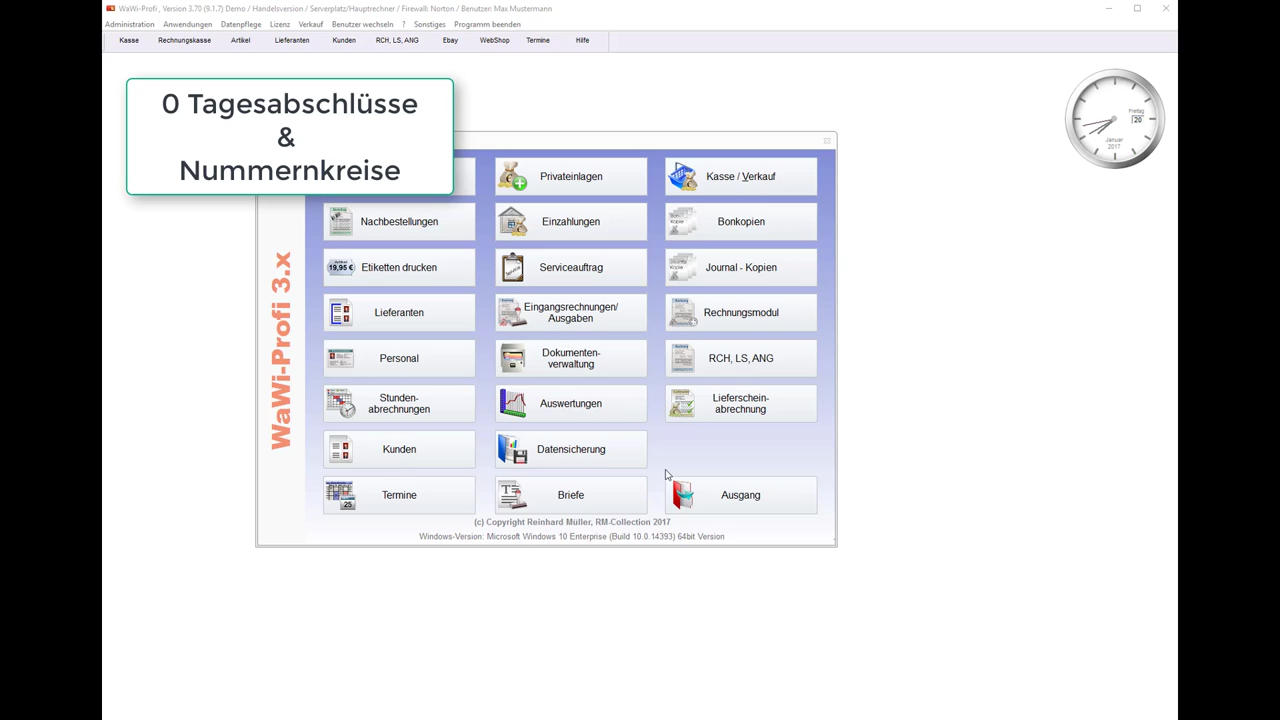 WaWi-Profi , Version 3.70 (9.1.7) Demo / Handelsversion / Serverplatz/Hauptrechner / Firewall: Norton / Benutzer: Max Mustermann
Administration Anwendungen Datenpflege Lizenz Verkauf Benutzer wechseln ? Sonstiges Programm beenden
Kasse Rechnungskasse Artikel Lieferanten Kunden RCH, LS, ANG Ebay WebShop Termine Hilfe
0 Tagesabschlüsse
&
Nummernkreise
Freitag
20
Januar
2017
WaWi-Profi 3.x
Privateinlagen Kasse / Verkauf
Nachbestellungen Einzahlungen Bonkopien
Etiketten drucken Serviceauftrag Journal - Kopien
Lieferanten Eingangsrechnungen/
Ausgaben Rechnungsmodul
Personal Dokumenten-
verwaltung RCH, LS, ANG
Stunden-
abrechnungen Auswertungen Lieferschein-
abrechnung
Kunden Datensicherung
Termine Briefe Ausgang
(c) Copyright Reinhard Müller, RM-Collection 2017
Windows-Version: Microsoft Windows 10 Enterprise (Build 10.0.14393) 64bit Version